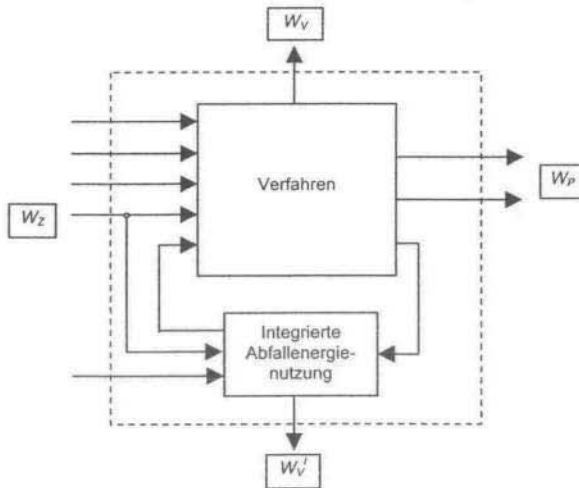 W_V
Verfahren
W_P
W_Z
Integrierte
Abfallenergie-
nutzung
W_V'